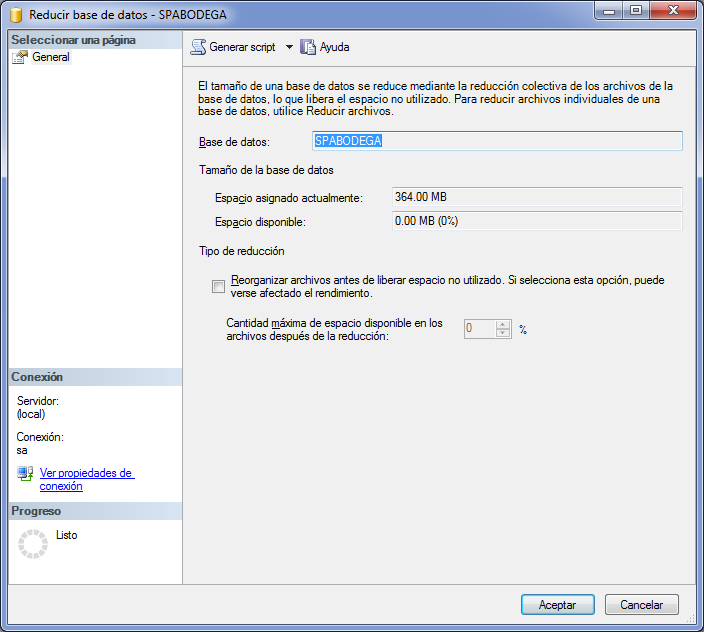 Reducir base de datos - SPABODEGA
Seleccionar una página
General
Generar script
Ayuda
El tamaño de una base de datos se reduce mediante la reducción colectiva de los archivos de la
base de datos, lo que libera el espacio no utilizado. Para reducir archivos individuales de una
base de datos, utilice Reducir archivos.
Base de datos:
SPABODEGA
Tamaño de la base de datos
Espacio asignado actualmente:
364.00 MB
Espacio disponible:
0.00 MB (0%)
Tipo de reducción
Reorganizar archivos antes de liberar espacio no utilizado. Si selecciona esta opción, puede
verse afectado el rendimiento.
Cantidad máxima de espacio disponible en los
archivos después de la reducción:
0
%
Conexión
Servidor:
(local)
Conexión:
sa
Ver propiedades de
conexión
Progreso
Listo
Aceptar
Cancelar